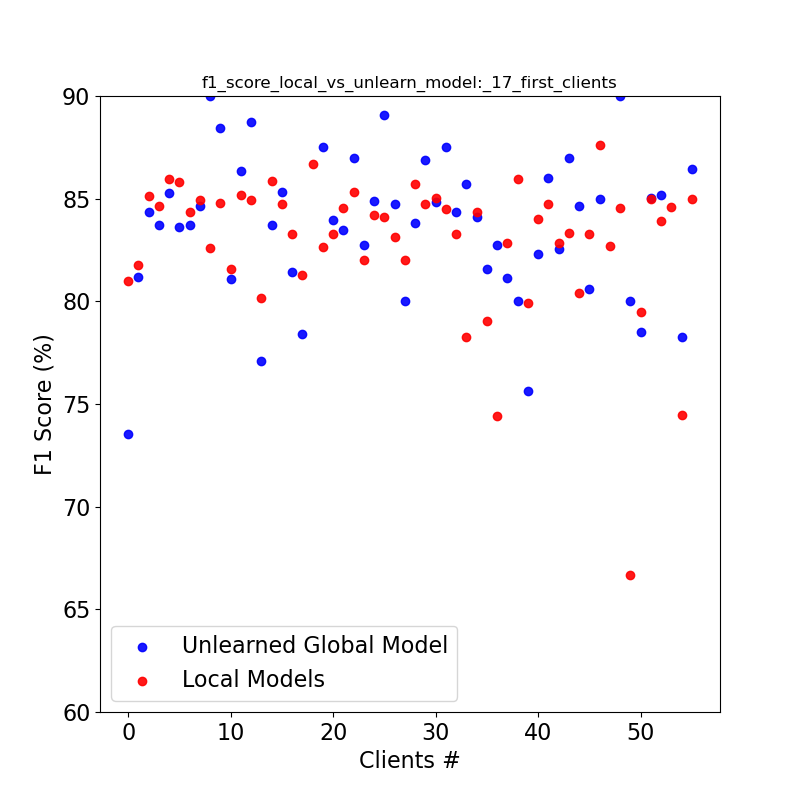 f1_score_local_vs_unlearn_model:_17_first_clients
90
85
80
75
70
65
60
F1 Score (%)
Unlearned Global Model
Local Models
0 10 20 30 40 50
Clients #